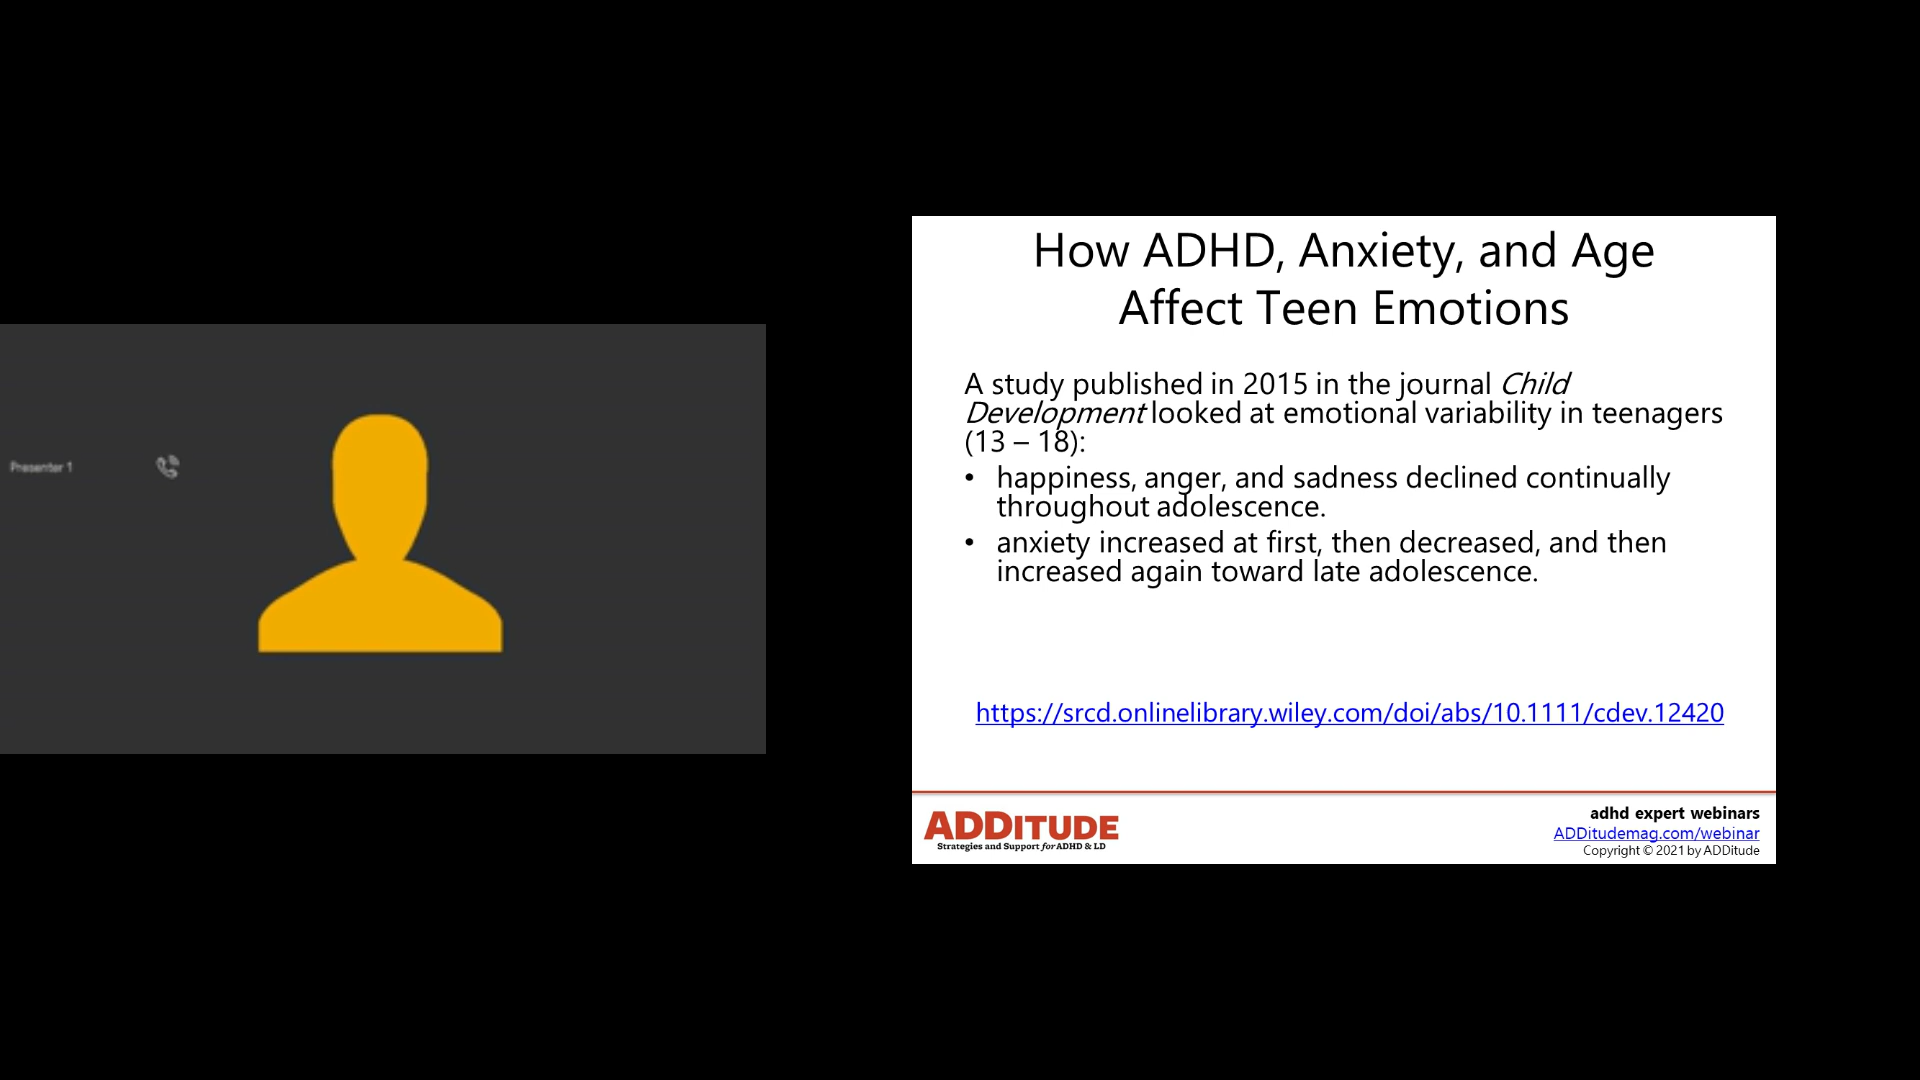 Presenter 1
How ADHD, Anxiety, and Age
Affect Teen Emotions
A study published in 2015 in the journal Child
Development looked at emotional variability in teenagers
(13 – 18):
• happiness, anger, and sadness declined continually
throughout adolescence.
• anxiety increased at first, then decreased, and then
increased again toward late adolescence.
https://srcd.onlinelibrary.wiley.com/doi/abs/10.1111/cdev.12420
ADDITUDE
Strategies and Support for ADHD & LD
adhd expert webinars
ADDitudemag.com/webinar
Copyright © 2021 by ADDitude